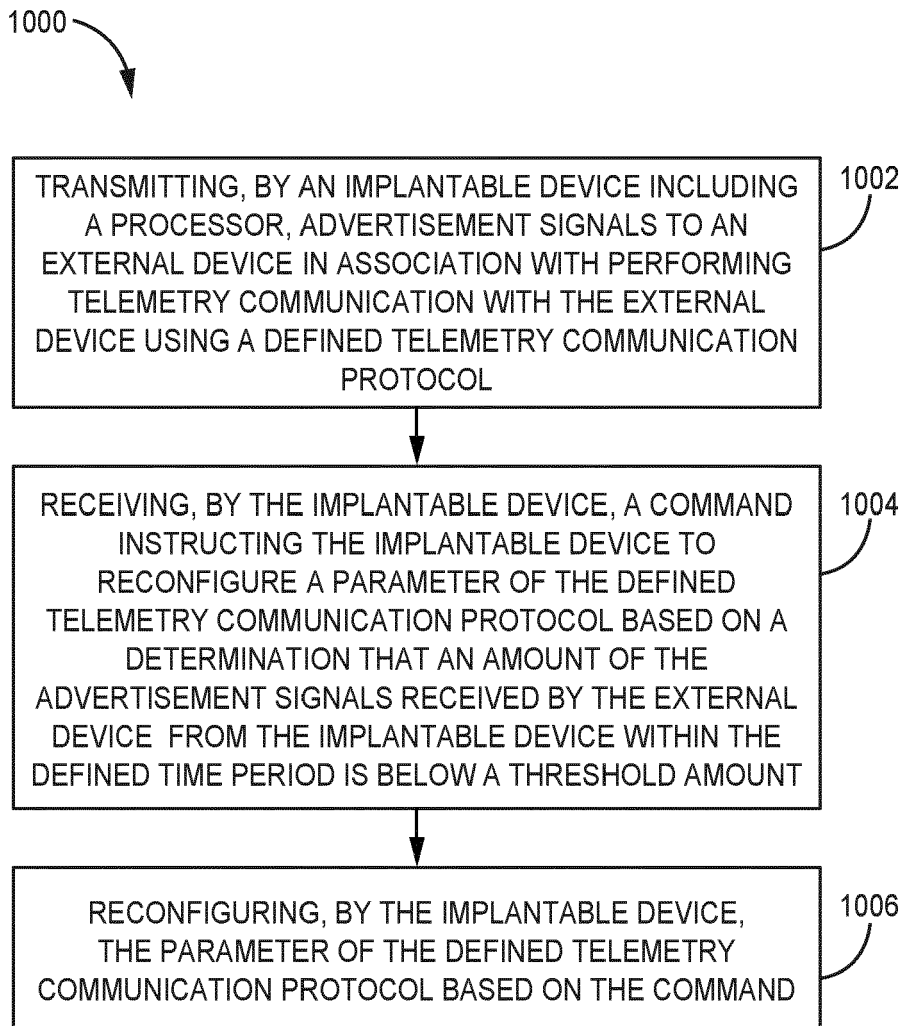 1000
TRANSMITTING, BY AN IMPLANTABLE DEVICE INCLUDING
A PROCESSOR, ADVERTISEMENT SIGNALS TO AN
EXTERNAL DEVICE IN ASSOCIATION WITH PERFORMING
TELEMETRY COMMUNICATION WITH THE EXTERNAL
DEVICE USING A DEFINED TELEMETRY COMMUNICATION
PROTOCOL
1002
RECEIVING, BY THE IMPLANTABLE DEVICE, A COMMAND
INSTRUCTING THE IMPLANTABLE DEVICE TO
RECONFIGURE A PARAMETER OF THE DEFINED
TELEMETRY COMMUNICATION PROTOCOL BASED ON A
DETERMINATION THAT AN AMOUNT OF THE
ADVERTISEMENT SIGNALS RECEIVED BY THE EXTERNAL
DEVICE FROM THE IMPLANTABLE DEVICE WITHIN THE
DEFINED TIME PERIOD IS BELOW A THRESHOLD AMOUNT
1004
RECONFIGURING, BY THE IMPLANTABLE DEVICE,
THE PARAMETER OF THE DEFINED TELEMETRY
COMMUNICATION PROTOCOL BASED ON THE COMMAND
1006